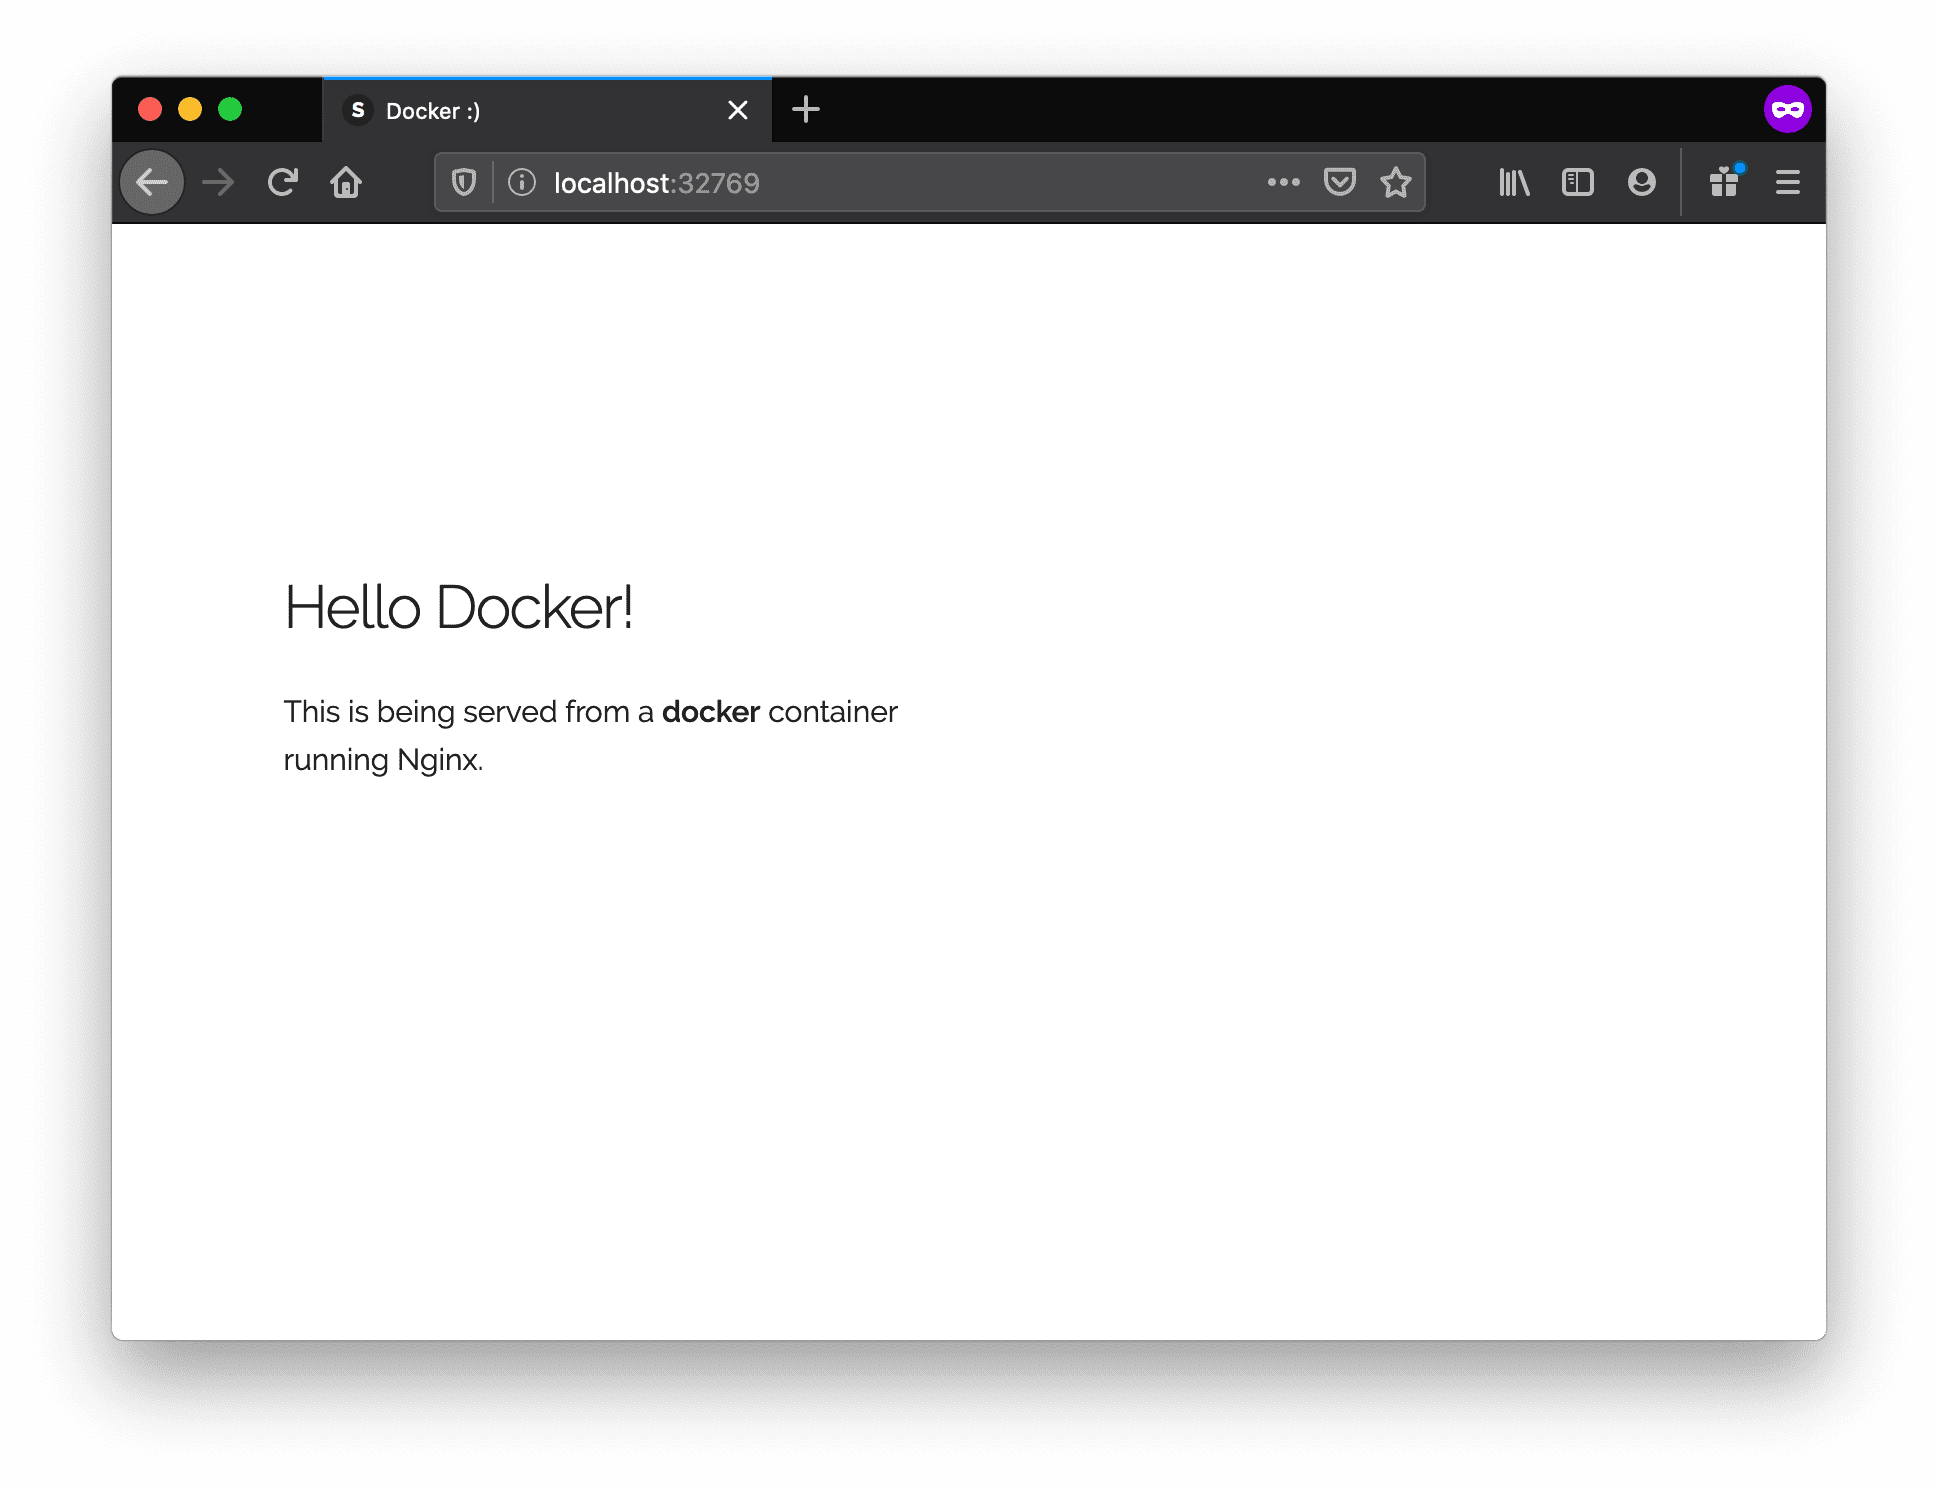 S Docker :)
localhost:32769
Hello Docker!
This is being served from a docker container
running Nginx.